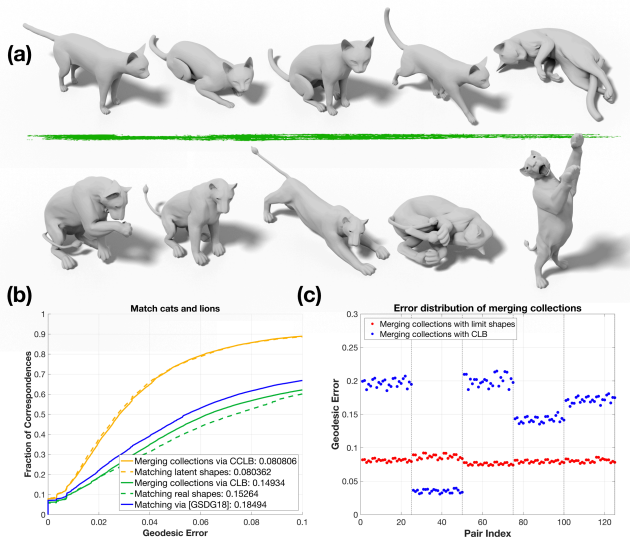 (a)
(b)
Match cats and lions
Fraction of Correspondences
1
0.9
0.8
0.7
0.6
0.5
0.4
0.3
0.2
0.1
0
Merging collections via CCLB: 0.080806
Matching latent shapes: 0.080362
Merging collections via CLB: 0.14934
Matching real shapes: 0.15264
Matching via [GSDG18]: 0.18494
0 0.02 0.04 0.06 0.08 0.1
Geodesic Error
(c)
Error distribution of merging collections
Geodesic Error
0.3
0.25
0.2
0.15
0.1
0.05
0
Merging collections with limit shapes
Merging collections with CLB
0 20 40 60 80 100 120
Pair Index